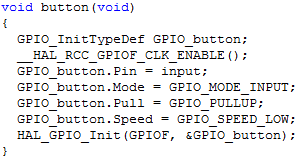 void button(void)
{
  GPIO_InitTypeDef GPIO_button;
  __HAL_RCC_GPIOF_CLK_ENABLE();
  GPIO_button.Pin = input;
  GPIO_button.Mode = GPIO_MODE_INPUT;
  GPIO_button.Pull = GPIO_PULLUP;
  GPIO_button.Speed = GPIO_SPEED_LOW;
  HAL_GPIO_Init(GPIOF, &GPIO_button);
}